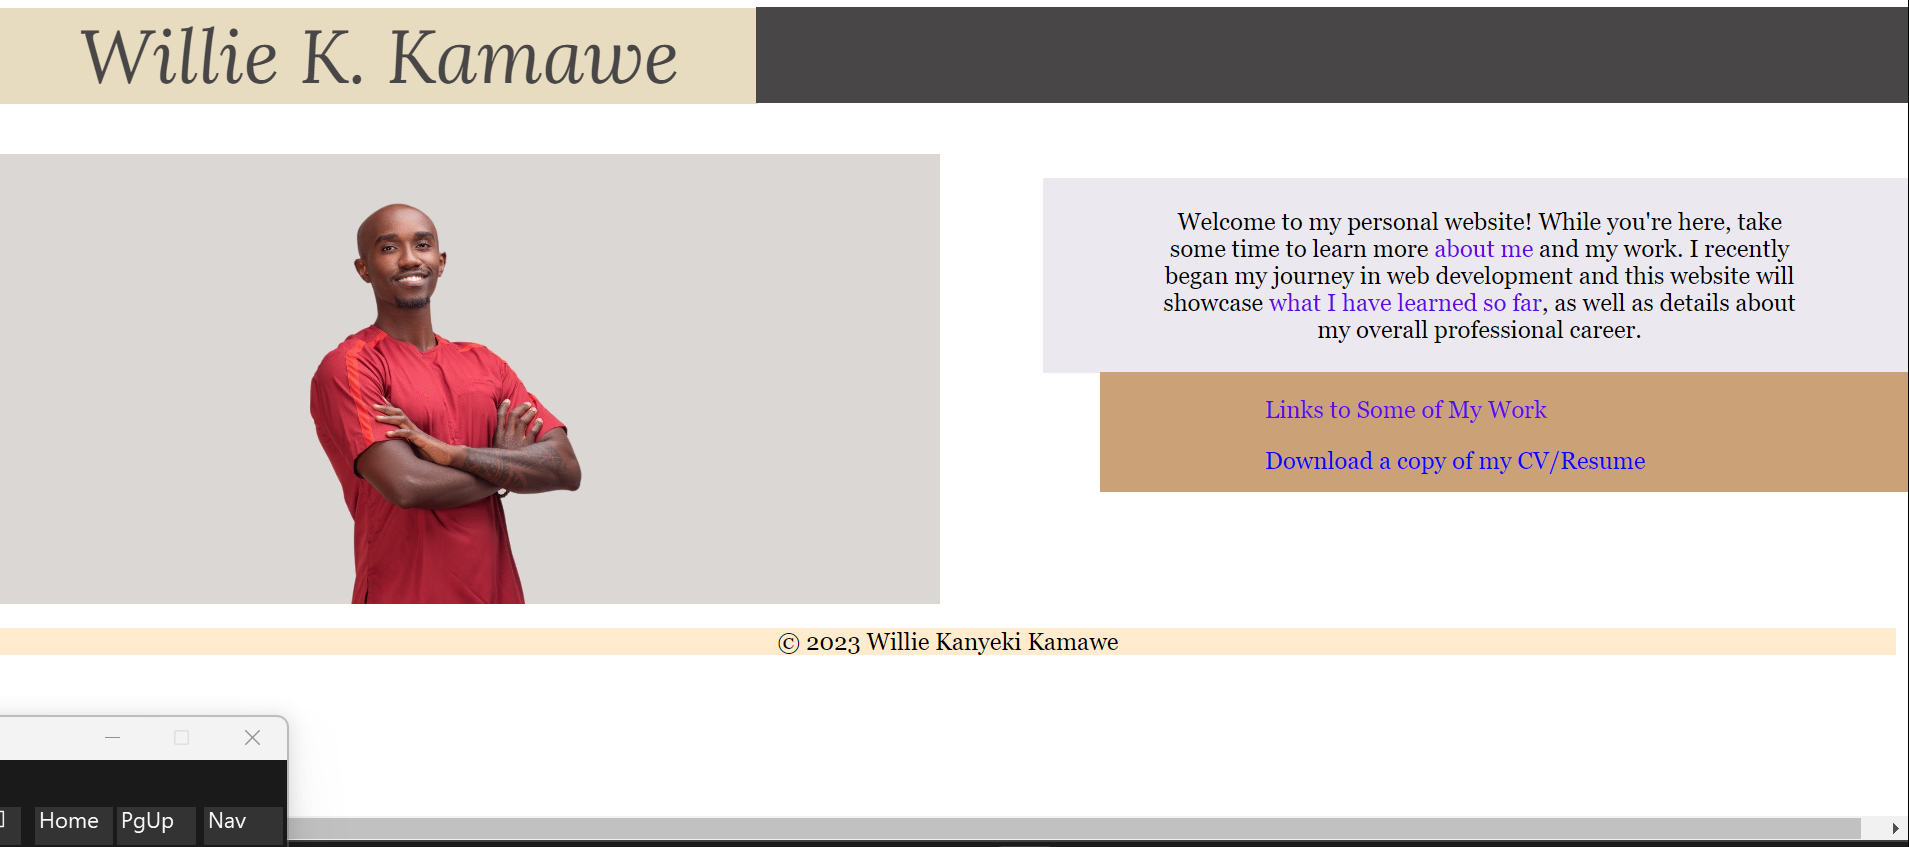 Willie K. Kamawe
Welcome to my personal website! While you're here, take
some time to learn more about me and my work. I recently
began my journey in web development and this website will
showcase what I have learned so far, as well as details about
my overall professional career.
Links to Some of My Work
Download a copy of my CV/Resume
© 2023 Willie Kanyeki Kamawe
Home PgUp Nav